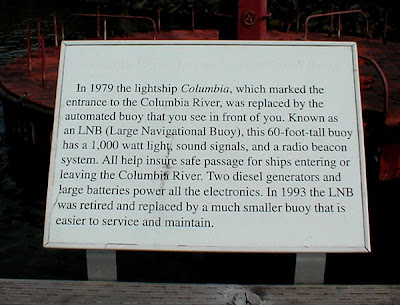 In 1979 the lightship Columbia, which marked the
entrance to the Columbia River, was replaced by the
automated buoy that you see in front of you. Known as
an LNB (Large Navigational Buoy), this 60-foot-tall buoy
has a 1,000 watt light, sound signals, and a radio beacon
system. All help insure safe passage for ships entering or
leaving the Columbia River. Two diesel generators and
large batteries power all the electronics. In 1993 the LNB
was retired and replaced by a much smaller buoy that is
easier to service and maintain.